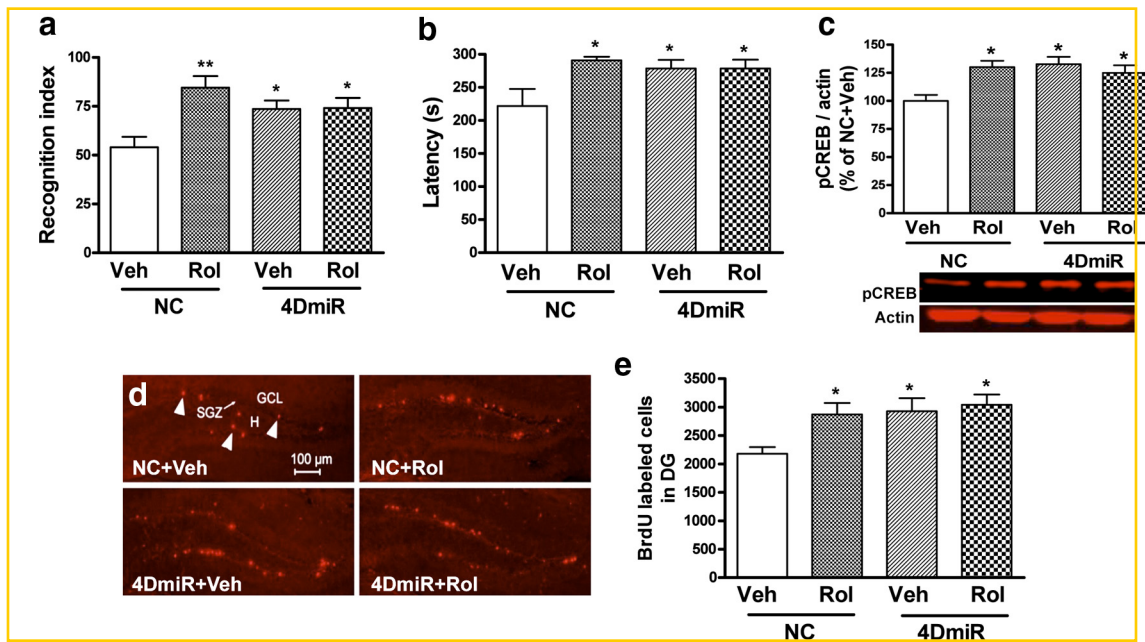 a
Recognition index
100
75
50
25
0
**
*
*
Veh Rol Veh Rol
NC 4DmiR
b
Latency (s)
300
250
200
150
100
50
0
*
*
*
Veh Rol Veh Rol
NC 4DmiR
c
pCREB / actin
(% of NC+Veh)
150
125
100
75
50
25
0
*
*
*
Veh Rol Veh Rol
NC 4DmiR
pCREB
Actin
d
SGZ
GCL
H
100 µm
NC+Veh
NC+Rol
4DmiR+Veh
4DmiR+Rol
e
BrdU labeled cells
in DG
3500
3000
2500
2000
1500
1000
500
0
*
*
*
Veh Rol Veh Rol
NC 4DmiR